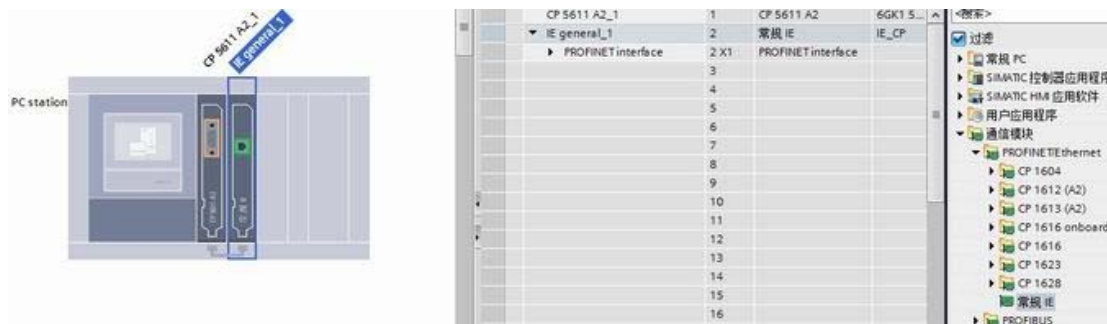 CP 5611 A2_1
IE general_1
PC station
CP 5611 A2_1 1 CP 5611 A2 6GK1 5...
IE general_1 2 常规 IE IE_CP
PROFINET interface 2 X1 PROFINET interface
3
4
5
6
7
8
9
10
11
12
13
14
15
16
<搜索>
过滤
常规 PC
SIMATIC 控制器应用程序
SIMATIC HMI 应用软件
用户应用程序
通信模块
PROFINET/Ethernet
CP 1604
CP 1612 (A2)
CP 1613 (A2)
CP 1616 onboard
CP 1616
CP 1623
CP 1628
常规 IE
PROFIBUS